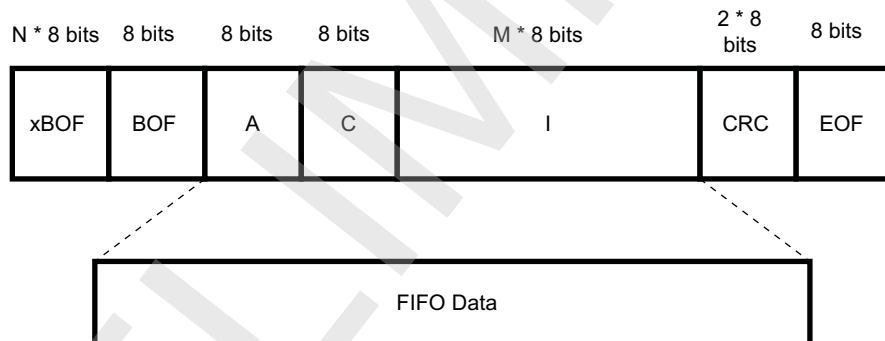 N * 8 bits 8 bits 8 bits 8 bits M * 8 bits 2 * 8 bits 8 bits
xBOF BOF A C I CRC EOF
FIFO Data